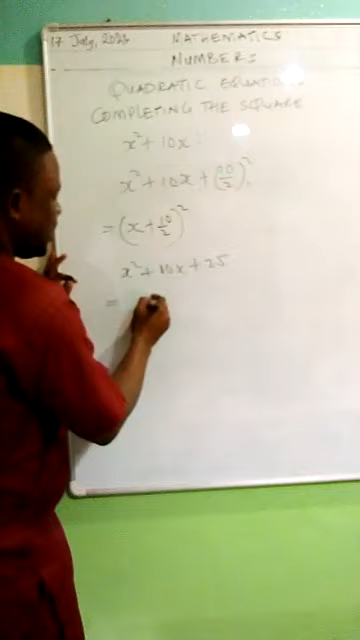 17 July, 2023 MATHEMATICS
NUMBERS
QUADRATIC EQUATIONS
COMPLETING THE SQUARE
x² + 10x
x² + 10x + (10/2)²
= (x + 10/2)²
x² + 10x + 25
=